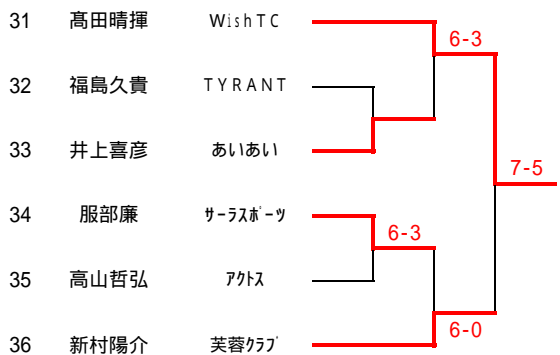 31 髙田晴揮 WishTC
6-3
32 福島久貴 TYRANT
33 井上喜彦 あいあい
7-5
34 服部廉 ｻｰﾗｽﾎﾟｰﾂ
6-3
35 高山哲弘 ｱｸﾄｽ
6-0
36 新村陽介 芙蓉ｸﾗﾌﾞ